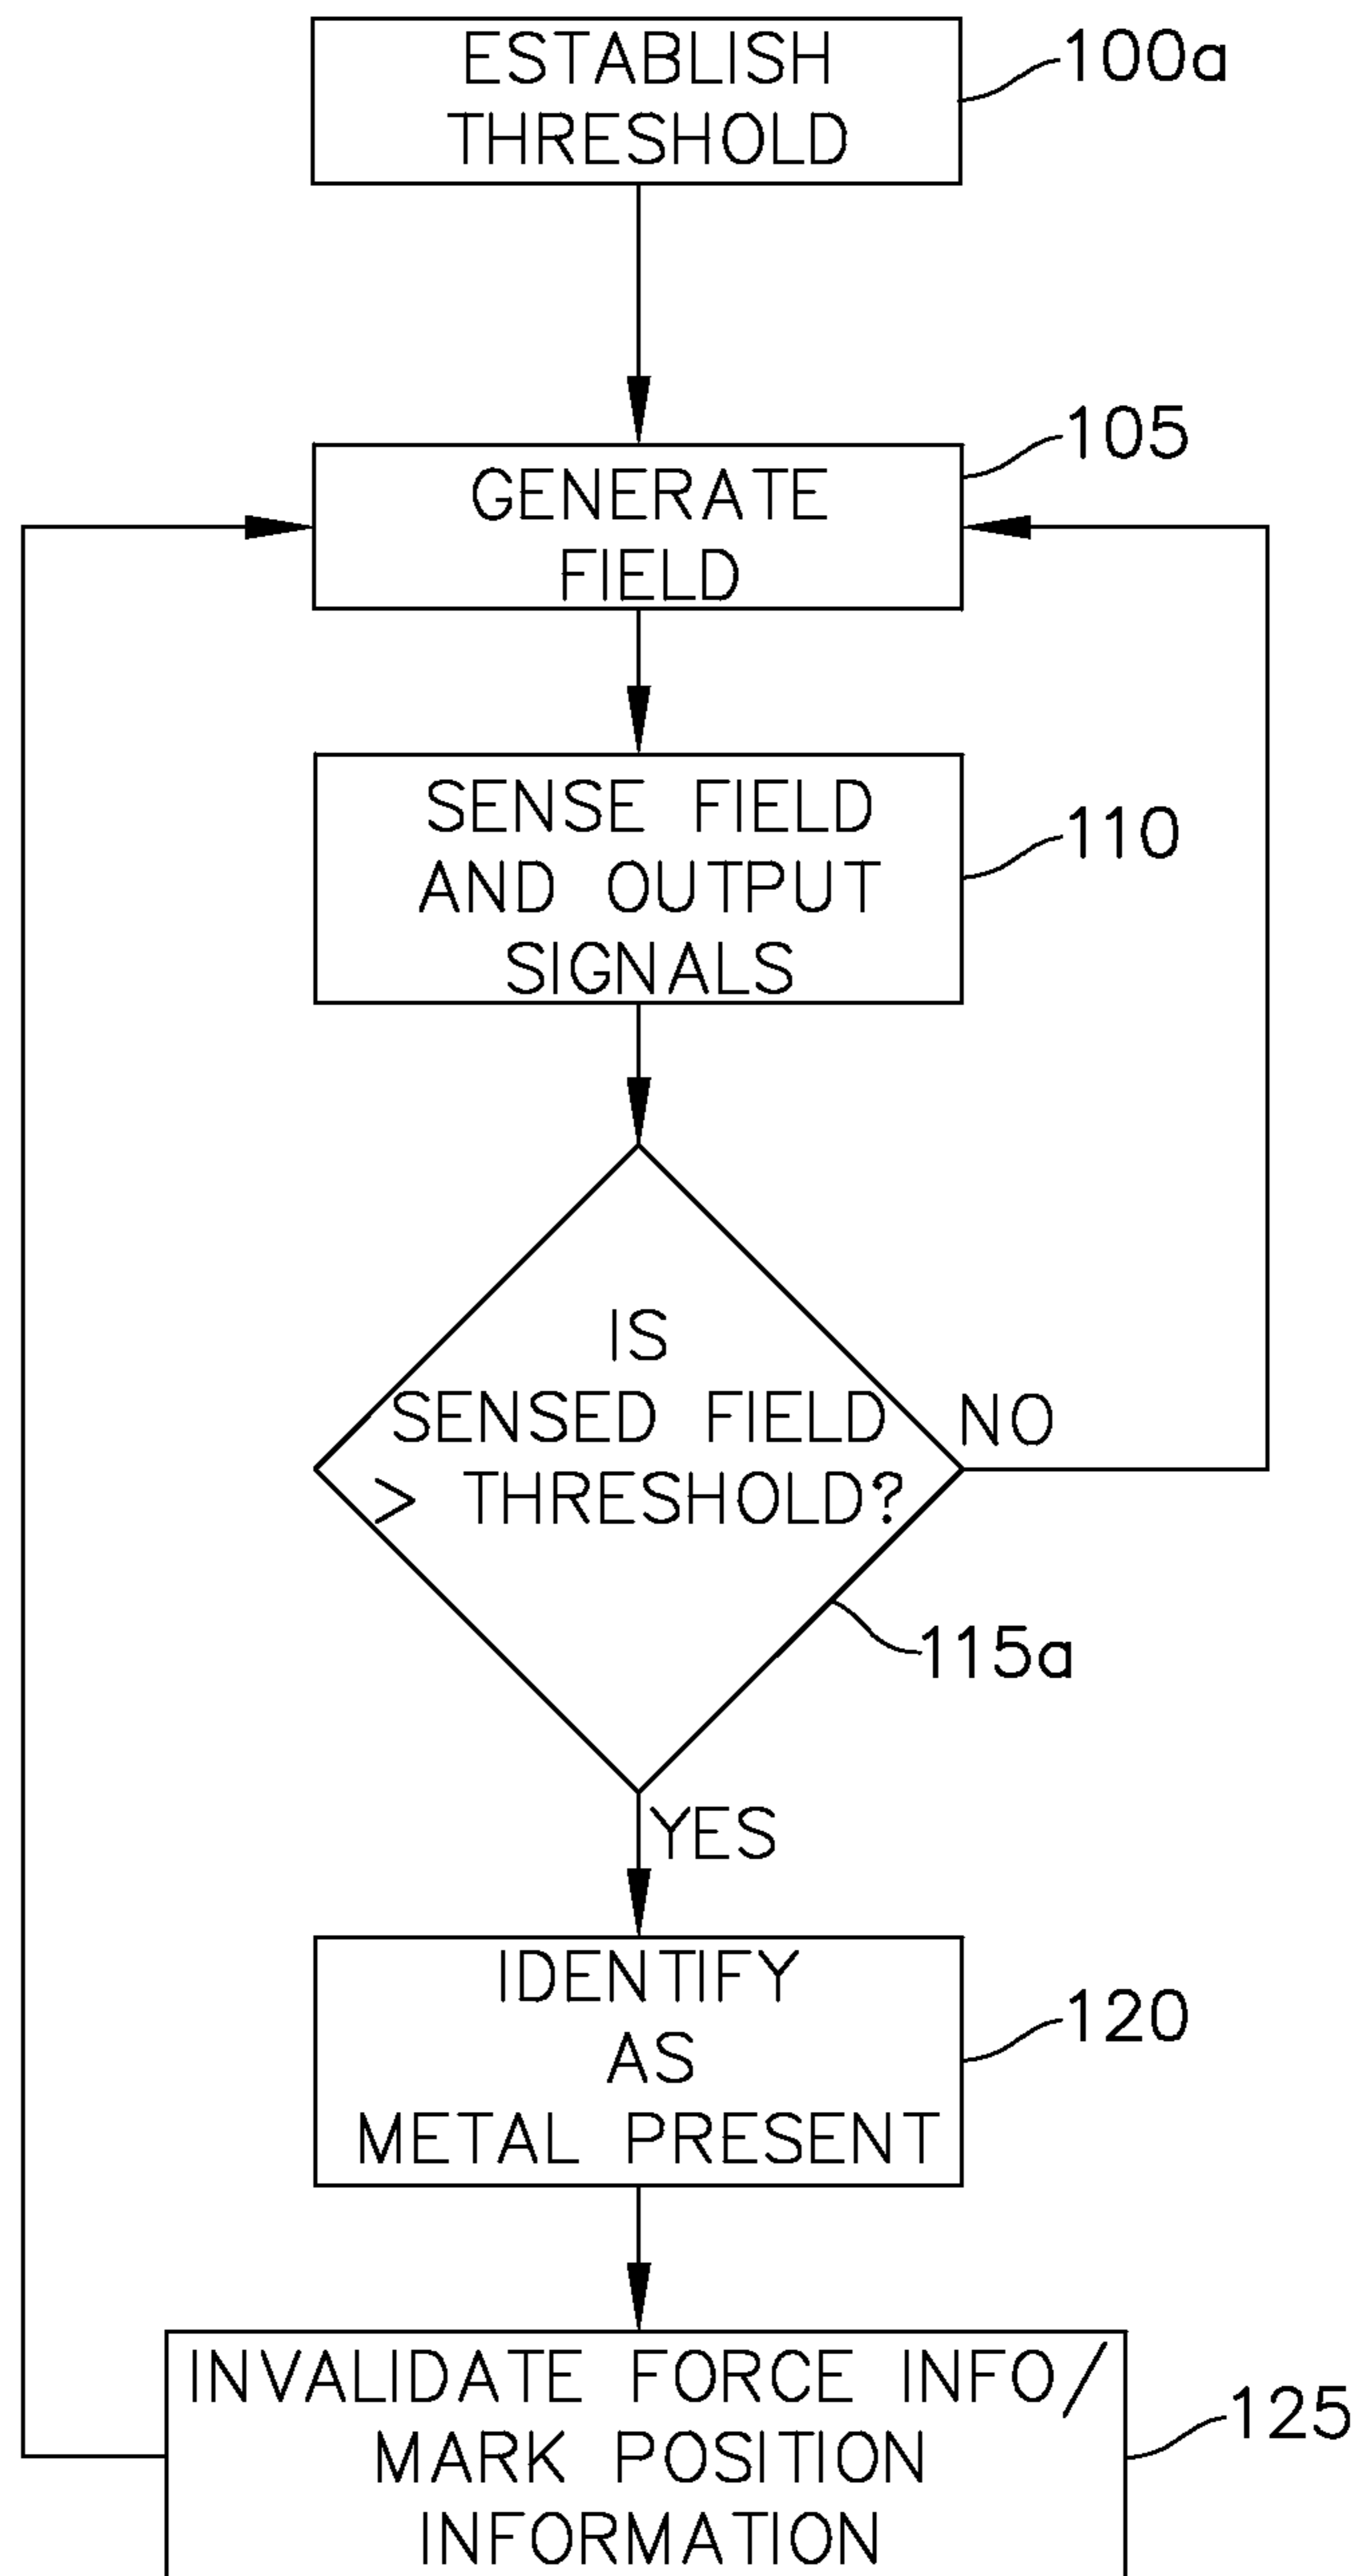 ESTABLISH
THRESHOLD
100a
GENERATE
FIELD
105
SENSE FIELD
AND OUTPUT
SIGNALS
110
IS
SENSED FIELD
> THRESHOLD?
NO
115a
YES
IDENTIFY
AS
METAL PRESENT
120
INVALIDATE FORCE INFO/
MARK POSITION
INFORMATION
125